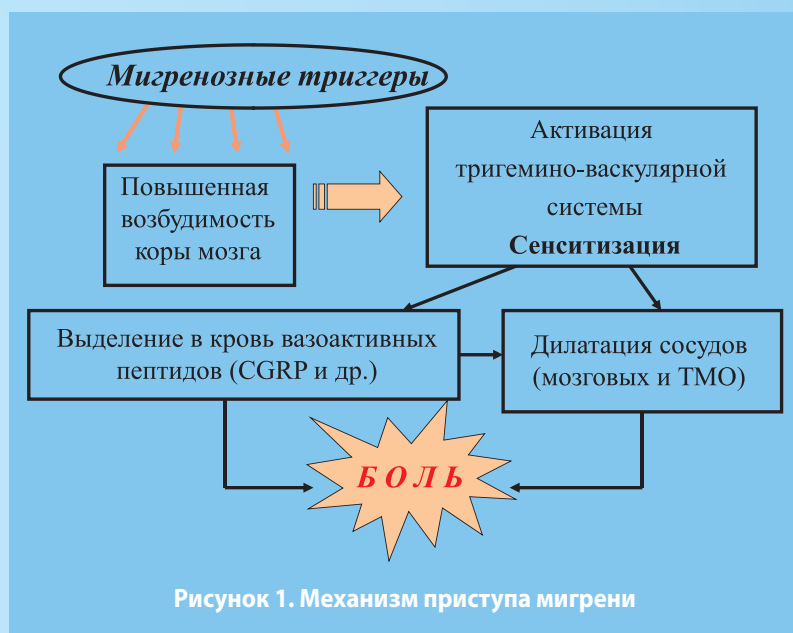 Мигренозные триггеры
Повышенная
возбудимость
коры мозга
Активация
тригемино-васкулярной
системы
Сенситизация
Выделение в кровь вазоактивных
пептидов (CGRP и др.)
Дилатация сосудов
(мозговых и ТМО)
Б О Л Ь
Рисунок 1. Механизм приступа мигрени